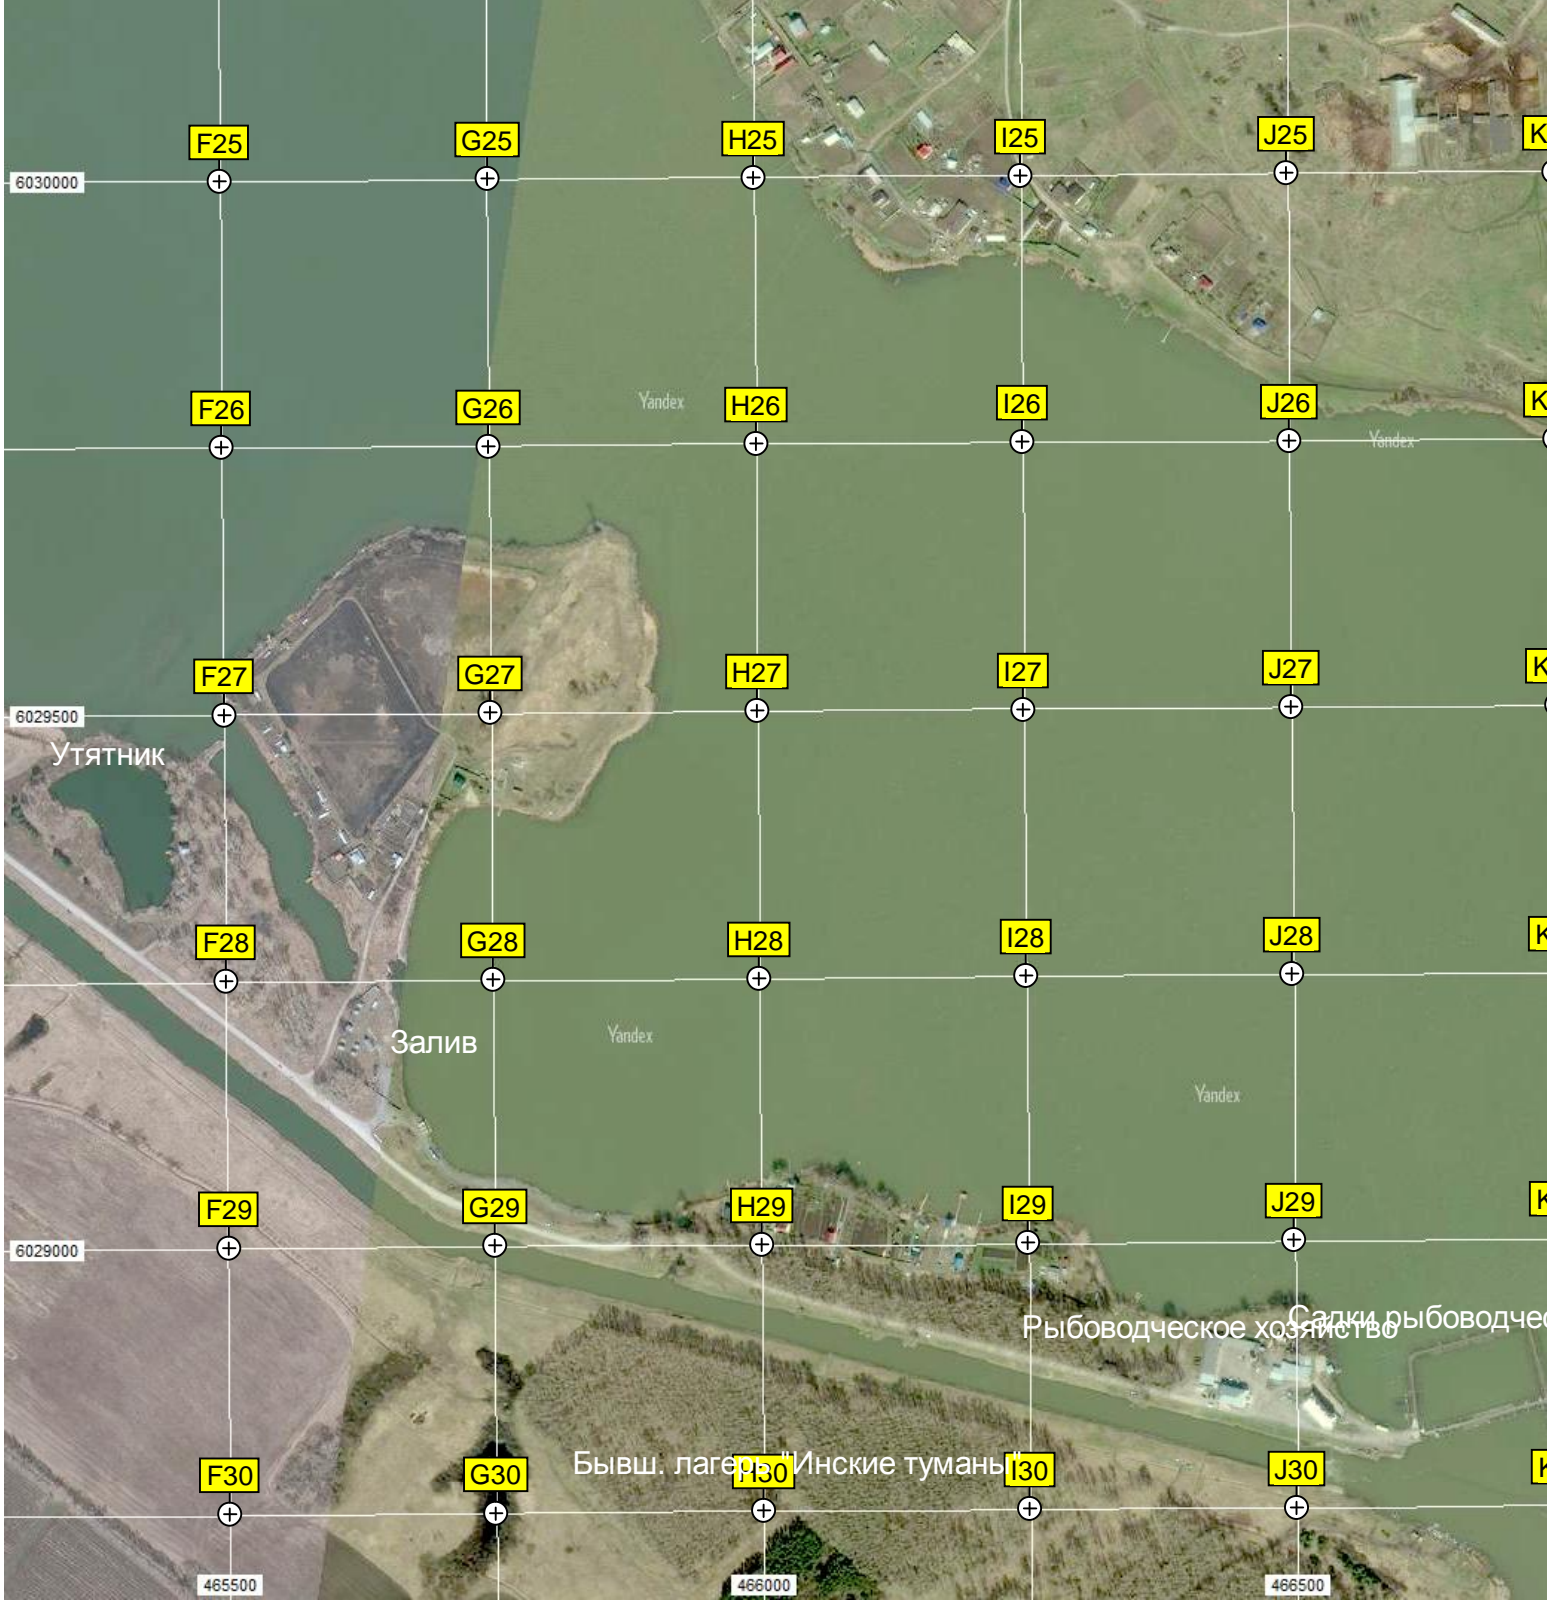 F25 G25 H25 I25 J25 K
6030000
F26 G26 H26 I26 J26 K
Yandex
Yandex
F27 G27 H27 I27 J27 K
6029500
Утятник
F28 G28 H28 I28 J28 K
Залив
Yandex
Yandex
F29 G29 H29 I29 J29 K
6029000
Рыбоводческое хозяйство
Садки рыбоводчес
Бывш. лагерь "Инские туманы"
F30 G30 H30 I30 J30 K
465500 466000 466500